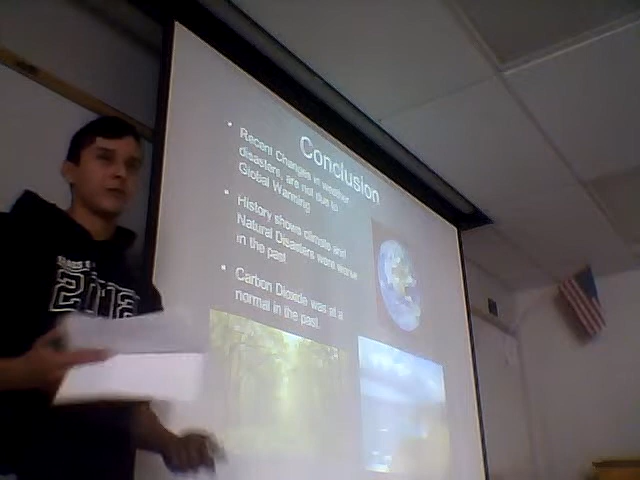 Conclusion
• Recent Changes in weather
disasters, are not due to
Global Warming
• History shows climate and
Natural Disasters were worse
in the past
• Carbon Dioxide was at a
normal in the past.